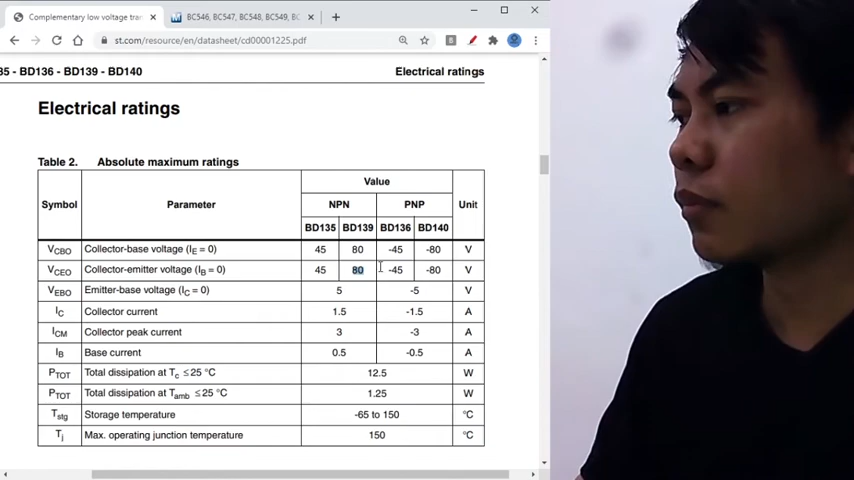 Complementary low voltage tran
BC546, BC547, BC548, BC549, BC
st.com/resource/en/datasheet/cd00001225.pdf
35 - BD136 - BD139 - BD140
Electrical ratings
Electrical ratings
Table 2. Absolute maximum ratings
Symbol Parameter Value Unit
NPN PNP
BD135 BD139 BD136 BD140
VCBO Collector-base voltage (IE = 0) 45 80 -45 -80 V
VCEO Collector-emitter voltage (IB = 0) 45 80 -45 -80 V
VEBO Emitter-base voltage (IC = 0) 5 -5 V
IC Collector current 1.5 -1.5 A
ICM Collector peak current 3 -3 A
IB Base current 0.5 -0.5 A
PTOT Total dissipation at Tc ≤ 25 °C 12.5 W
PTOT Total dissipation at Tamb ≤ 25 °C 1.25 W
Tstg Storage temperature -65 to 150 °C
Tj Max. operating junction temperature 150 °C